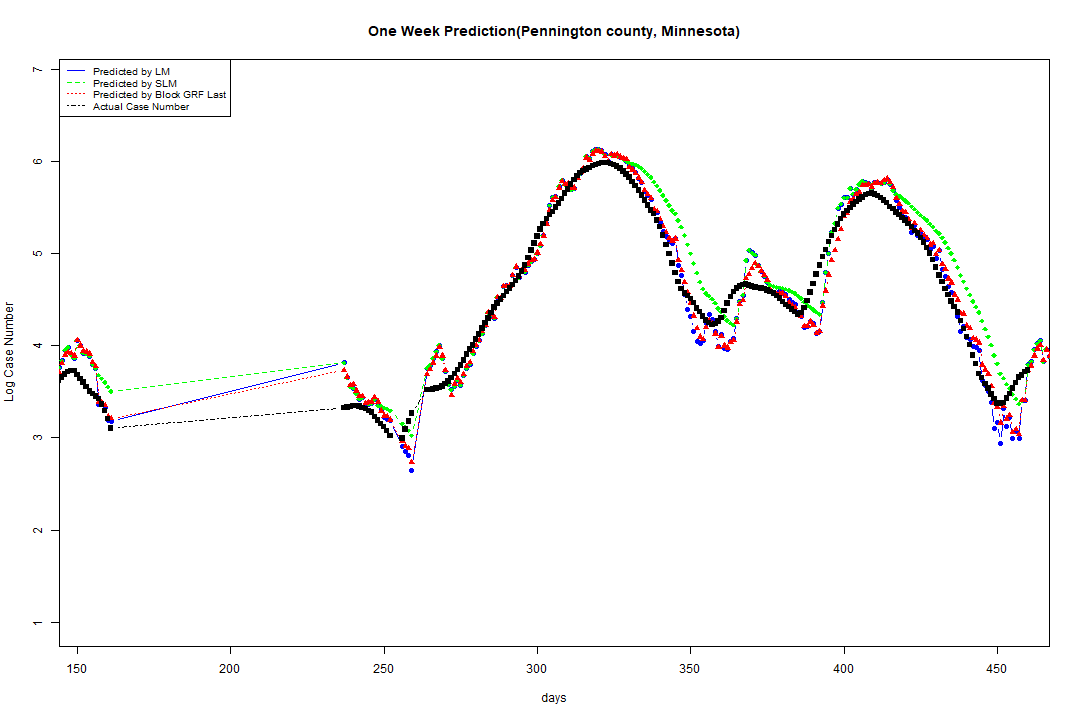 One Week Prediction(Pennington county, Minnesota)
Predicted by LM
Predicted by SLM
Predicted by Block GRF Last
Actual Case Number
Log Case Number
7
6
5
4
3
2
1
150 200 250 300 350 400 450
days